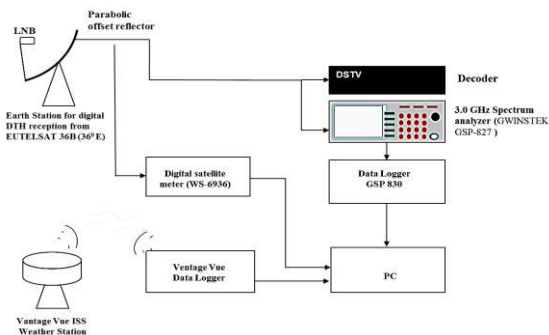 Parabolic
offset reflector
LNB
DSTV
Decoder
Earth Station for digital
DTH reception from
EUTELSAT 36B (36⁰ E)
3.0 GHz Spectrum
analyzer (GWINSTEK
GSP-827 )
Digital satellite
meter (WS-6936)
Data Logger
GSP 830
Ventage Vue
Data Logger
PC
Vantage Vue ISS
Weather Station